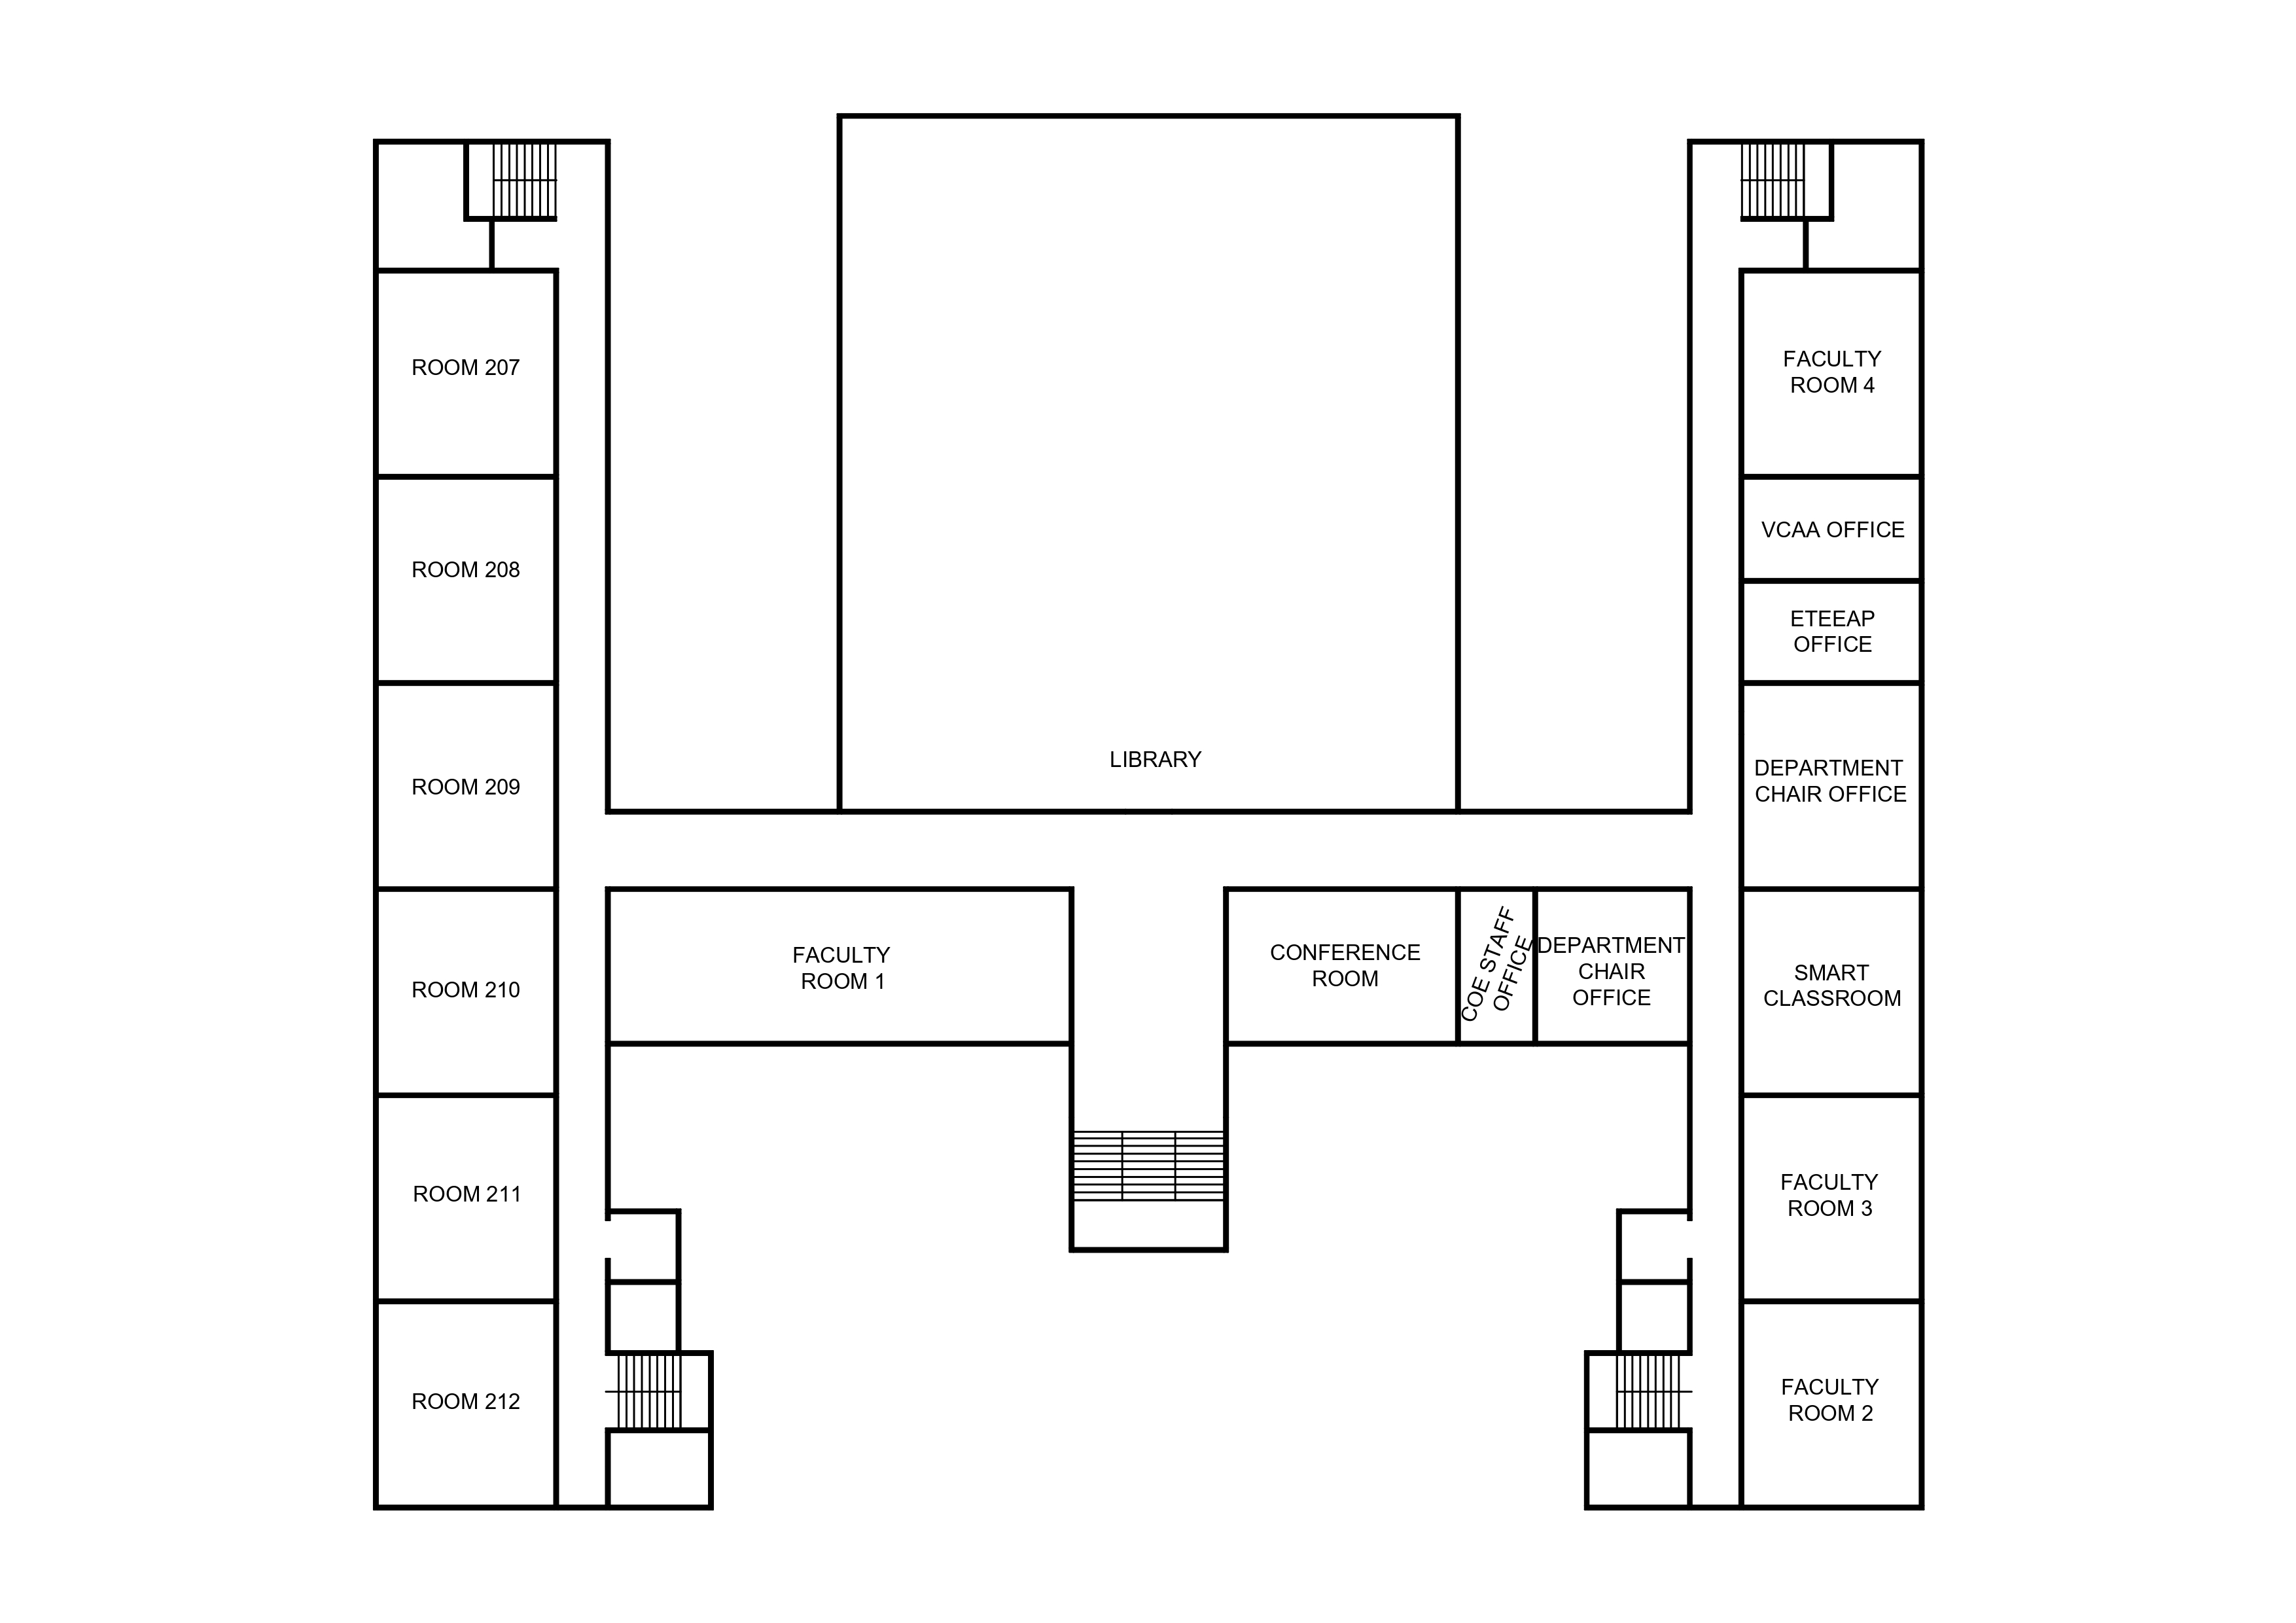 ROOM 207
ROOM 208
ROOM 209
ROOM 210
ROOM 211
ROOM 212
LIBRARY
FACULTY
ROOM 1
CONFERENCE
ROOM
COE STAFF
OFFICE
DEPARTMENT
CHAIR
OFFICE
FACULTY
ROOM 4
VCAA OFFICE
ETEEAP
OFFICE
DEPARTMENT
CHAIR OFFICE
SMART
CLASSROOM
FACULTY
ROOM 3
FACULTY
ROOM 2